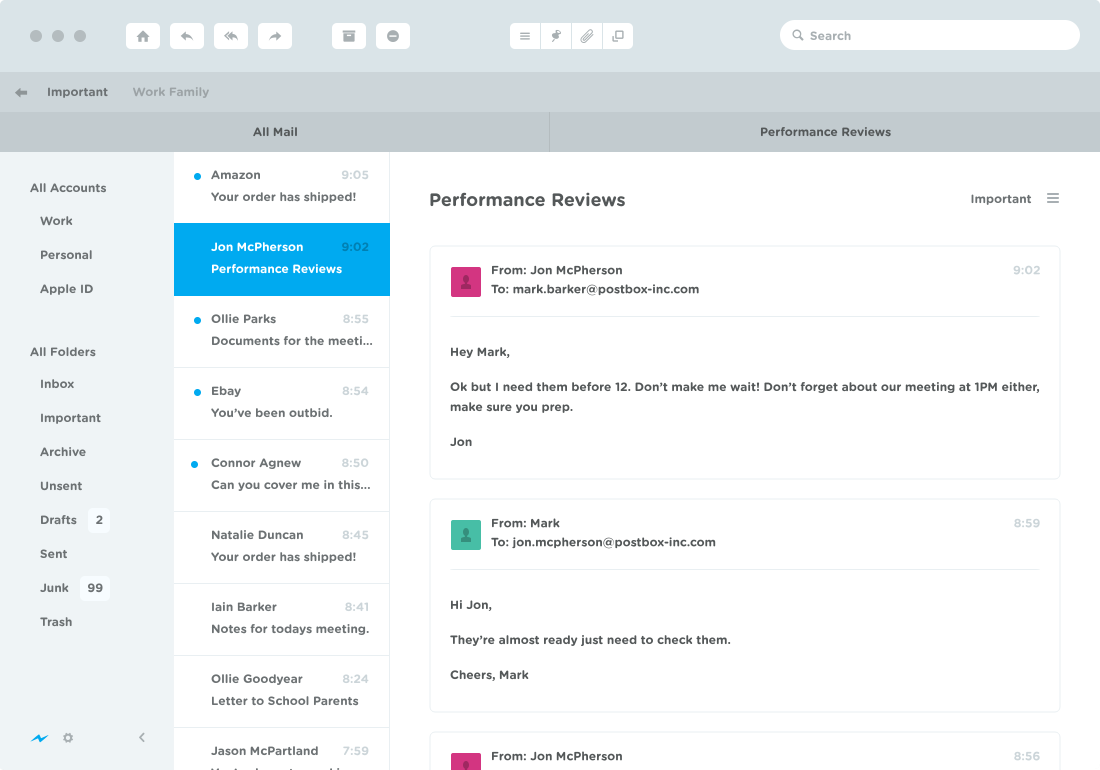 Search
Important
Work Family
All Mail
Performance Reviews
All Accounts
Work
Personal
Apple ID
All Folders
Inbox
Important
Archive
Unsent
Drafts 2
Sent
Junk 99
Trash
Amazon 9:05
Your order has shipped!
Jon McPherson 9:02
Performance Reviews
Ollie Parks 8:55
Documents for the meeti...
Ebay 8:54
You’ve been outbid.
Connor Agnew 8:50
Can you cover me in this...
Natalie Duncan 8:45
Your order has shipped!
Iain Barker 8:41
Notes for todays meeting.
Ollie Goodyear 8:24
Letter to School Parents
Jason McPartland 7:59
Performance Reviews
Important
From: Jon McPherson 9:02
To: mark.barker@postbox-inc.com
Hey Mark,
Ok but I need them before 12. Don’t make me wait! Don’t forget about our meeting at 1PM either,
make sure you prep.
Jon
From: Mark 8:59
To: jon.mcpherson@postbox-inc.com
Hi Jon,
They’re almost ready just need to check them.
Cheers, Mark
From: Jon McPherson 8:56